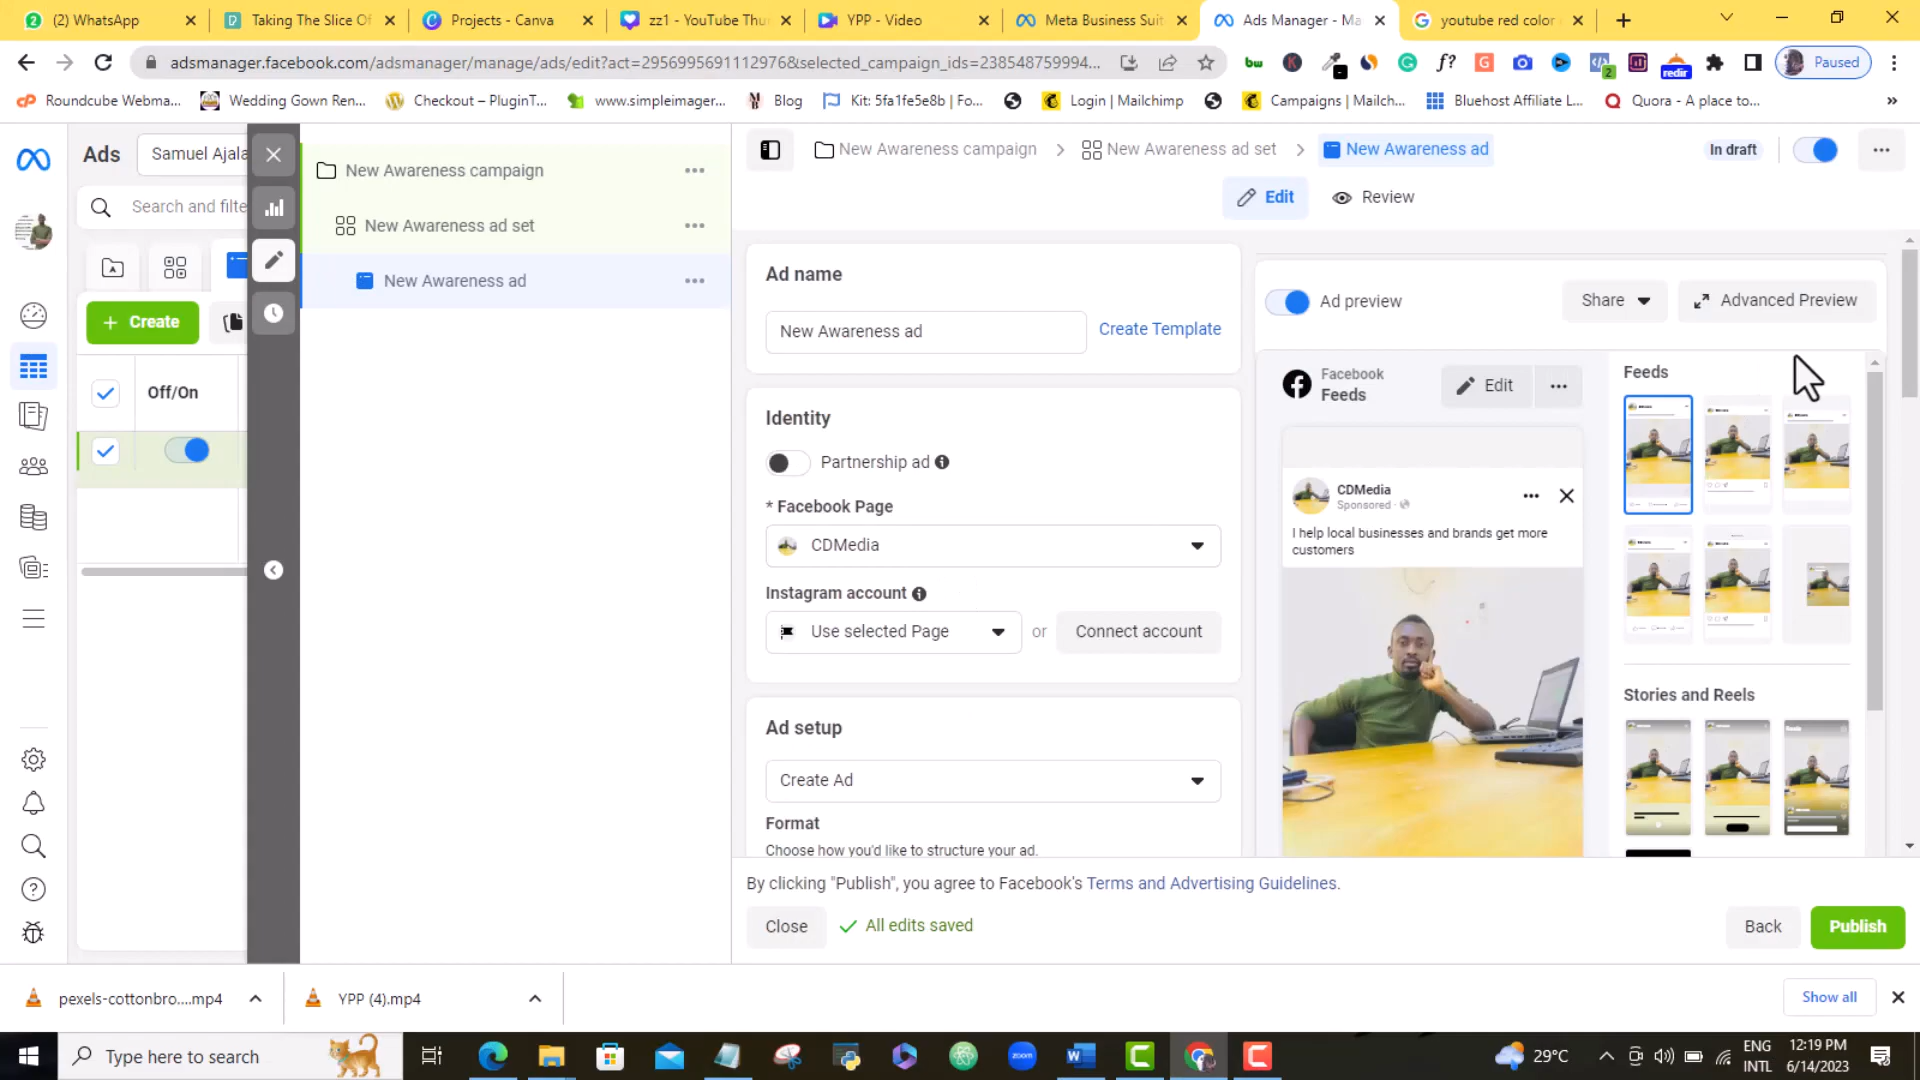 (2) WhatsApp
Taking The Slice Of
Projects - Canva
zz1 - YouTube Thu
YPP - Video
Meta Business Suit
Ads Manager - Ma
youtube red color
adsmanager.facebook.com/adsmanager/manage/ads/edit?act=2956995691112976&selected_campaign_ids=238548759994...
Paused
Roundcube Webma...
Wedding Gown Ren...
Checkout – PluginT...
www.simpleimager...
Blog
Kit: 5fa1fe5e8b | Fo...
Login | Mailchimp
Campaigns | Mailch...
Bluehost Affiliate L...
Quora - A place to...
Ads
Samuel Ajala
New Awareness campaign
New Awareness campaign > New Awareness ad set > New Awareness ad
In draft
Search and filte
Edit
Review
New Awareness ad set
New Awareness ad
Ad name
New Awareness ad
Create Template
Ad preview
Share
Advanced Preview
+ Create
Off/On
Identity
Partnership ad
* Facebook Page
CDMedia
Instagram account
Use selected Page
or
Connect account
Ad setup
Create Ad
Format
Choose how you'd like to structure your ad.
Facebook
Feeds
Edit
Feeds
CDMedia
Sponsored ·
I help local businesses and brands get more
customers
Stories and Reels
By clicking "Publish", you agree to Facebook's Terms and Advertising Guidelines.
Close
All edits saved
Back
Publish
pexels-cottonbro....mp4
YPP (4).mp4
Show all
Type here to search
zoom
29°C
ENG
INTL
12:19 PM
6/14/2023